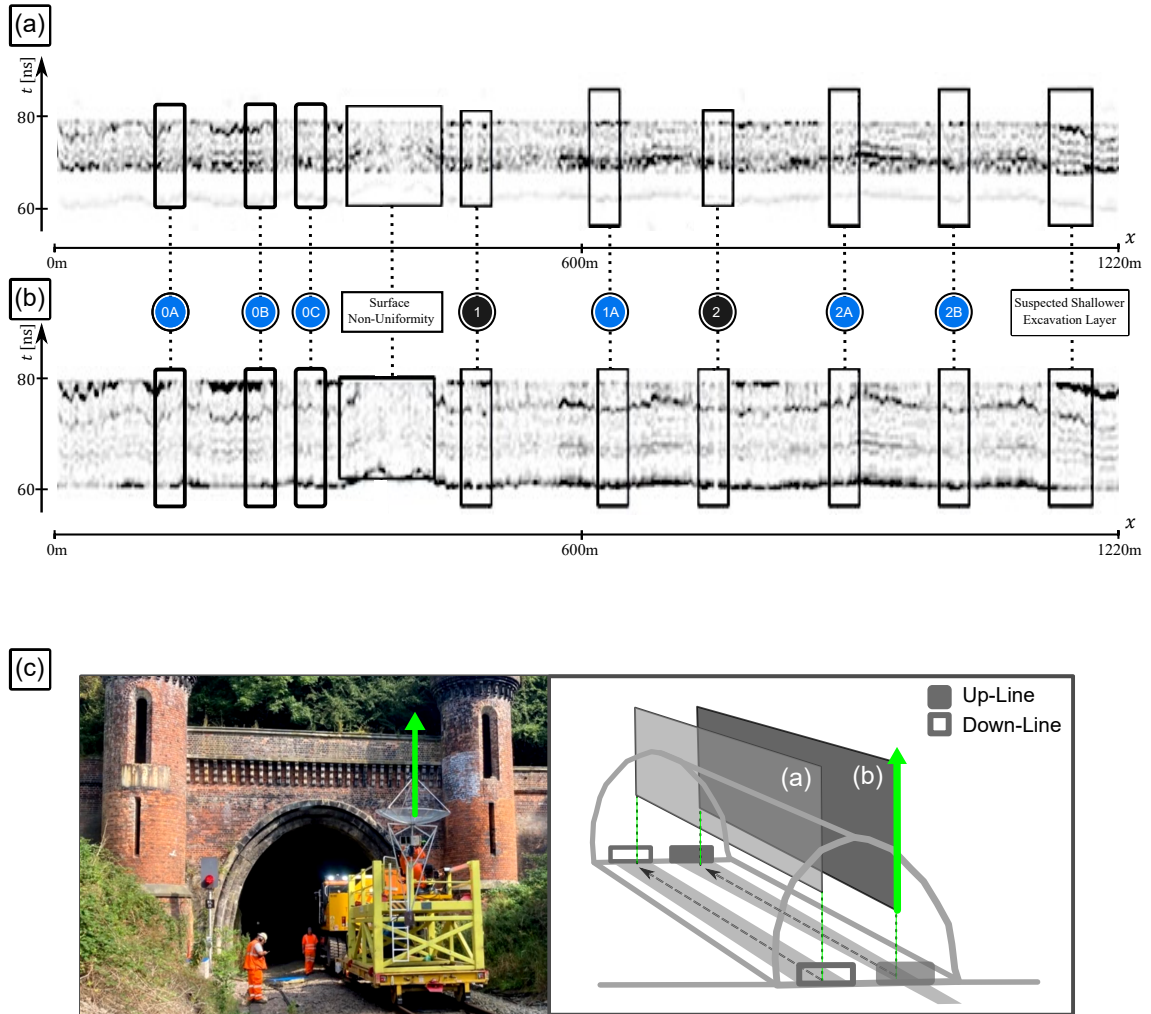 (a)
t [ns]
80
60
x
0m
600m
1220m
(b)
0A
0B
0C
Surface
Non-Uniformity
1
1A
2
2A
2B
Suspected Shallower
Excavation Layer
t [ns]
80
60
x
0m
600m
1220m
(c)
Up-Line
Down-Line
(a)
(b)